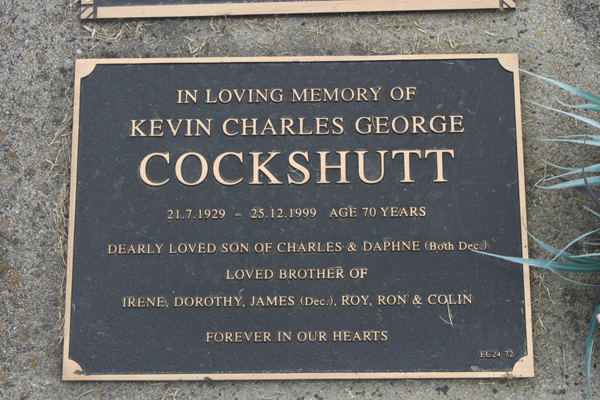 IN LOVING MEMORY OF
KEVIN CHARLES GEORGE
COCKSHUTT
21.7.1929 – 25.12.1999 AGE 70 YEARS
DEARLY LOVED SON OF CHARLES & DAPHNE (Both Dec.)
LOVED BROTHER OF
IRENE, DOROTHY, JAMES (Dec.), ROY, RON & COLIN
FOREVER IN OUR HEARTS
EC24 72